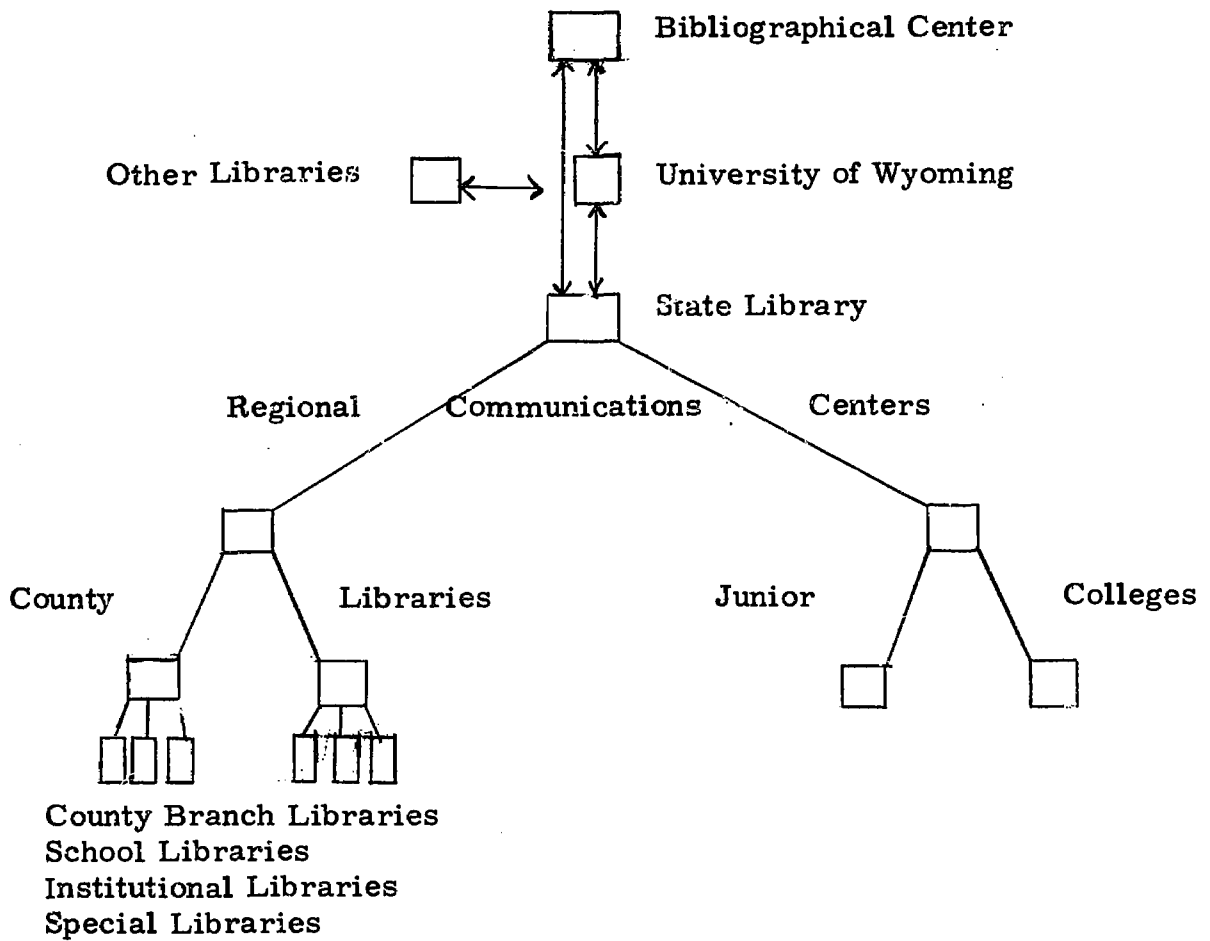 Bibliographical Center
Other Libraries
University of Wyoming
State Library
Regional Communications Centers
County Libraries
Junior Colleges
County Branch Libraries
School Libraries
Institutional Libraries
Special Libraries